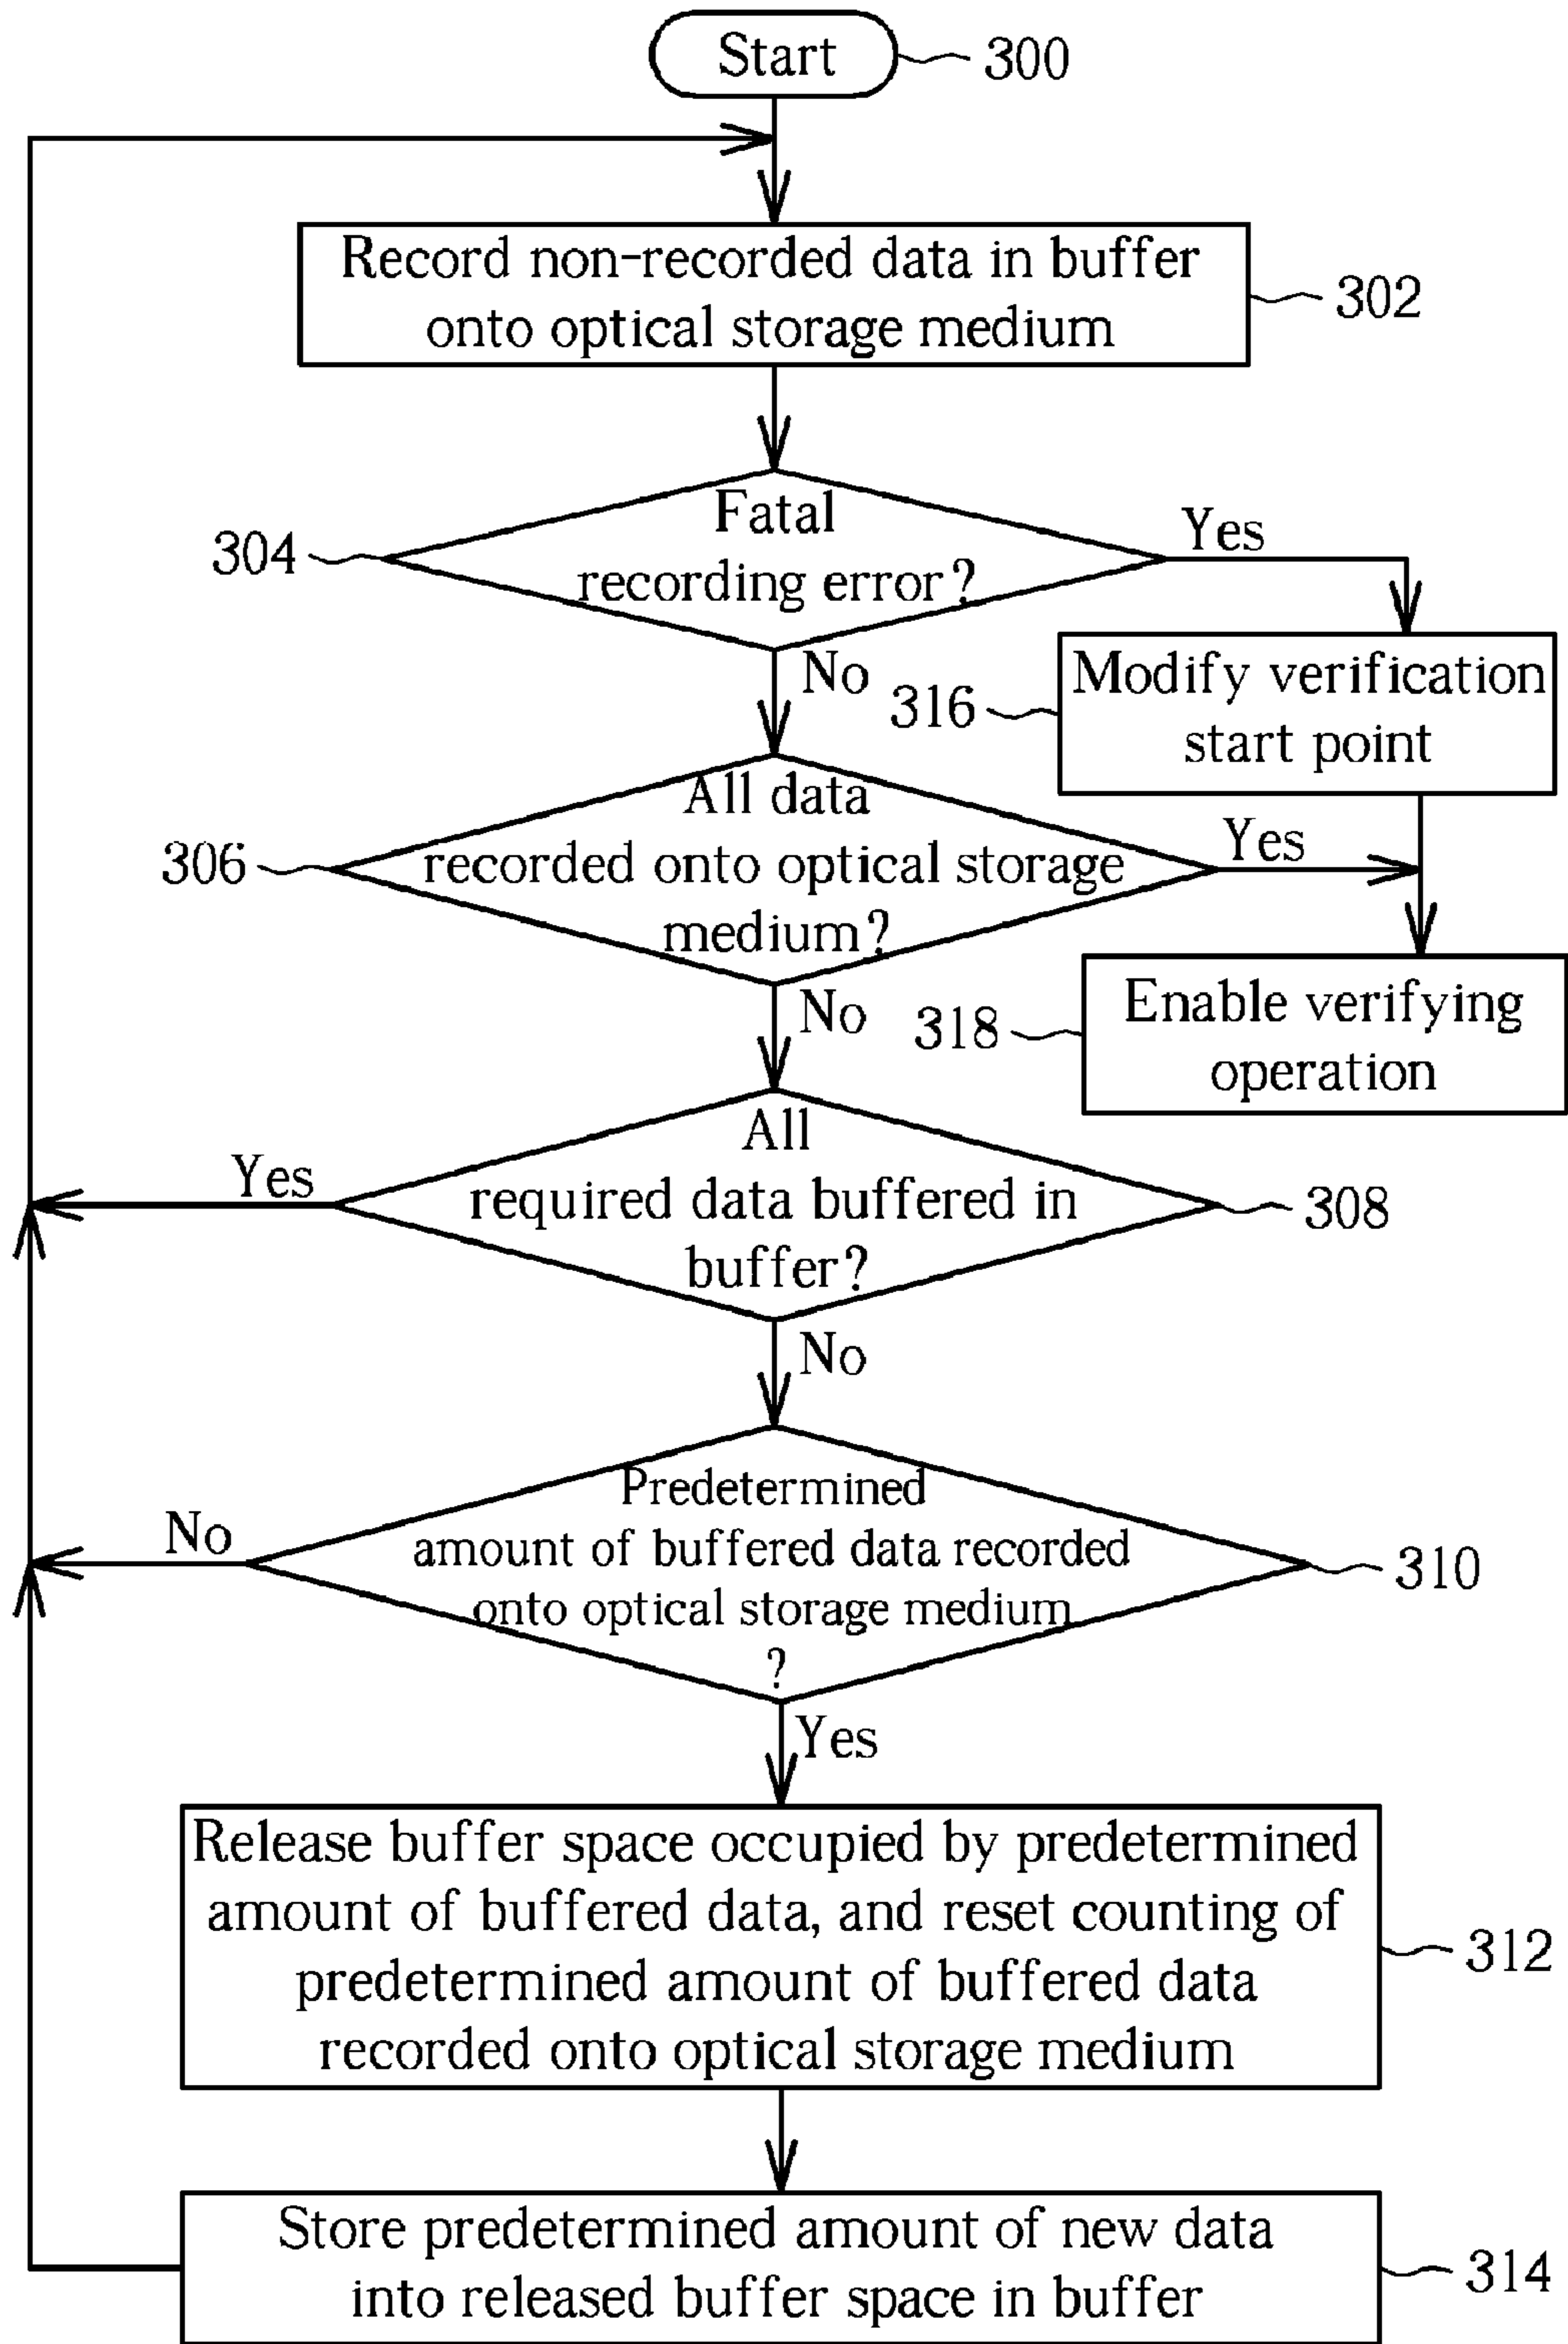 Start
300
Record non-recorded data in buffer
onto optical storage medium
302
Fatal
recording error?
304
Yes
No
Modify verification
start point
316
All data
recorded onto optical storage
medium?
306
Yes
No
Enable verifying
operation
318
All
required data buffered in
buffer?
Yes
308
No
Predetermined
amount of buffered data recorded
onto optical storage medium
?
No
310
Yes
Release buffer space occupied by predetermined
amount of buffered data, and reset counting of
predetermined amount of buffered data
recorded onto optical storage medium
312
Store predetermined amount of new data
into released buffer space in buffer
314